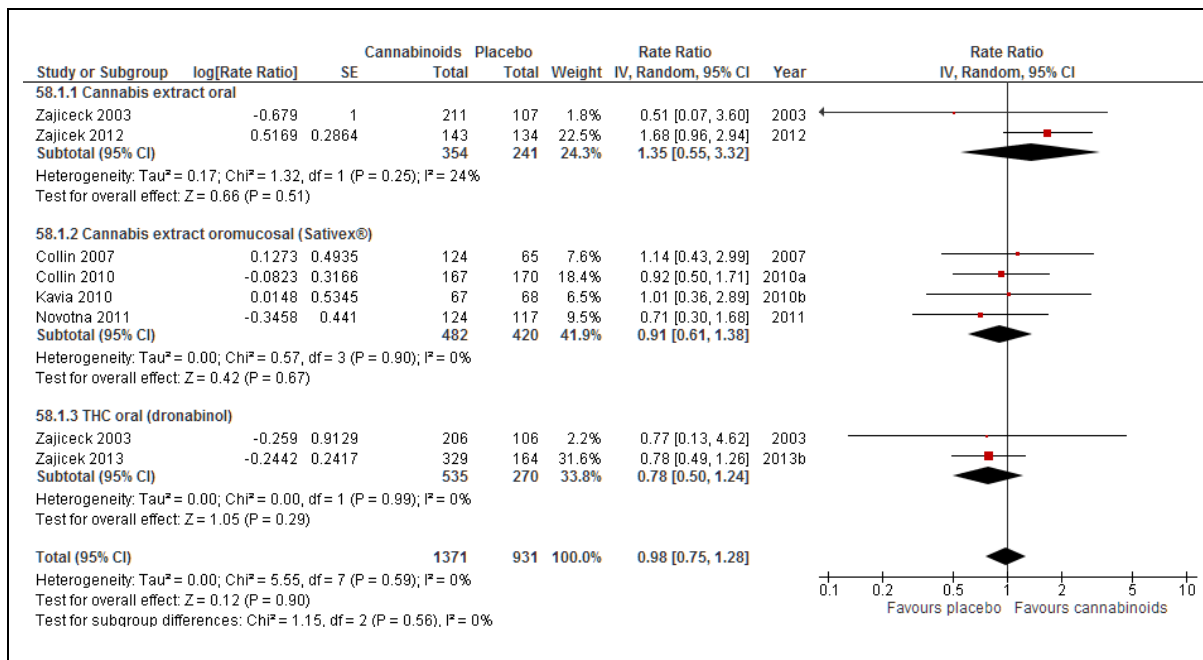 Cannabinoids Placebo Rate Ratio Rate Ratio
Study or Subgroup log[Rate Ratio] SE Total Total Weight IV, Random, 95% CI Year IV, Random, 95% CI
58.1.1 Cannabis extract oral
Zajiceck 2003 -0.679 1 211 107 1.8% 0.51 [0.07, 3.60] 2003
Zajicek 2012 0.5169 0.2864 143 134 22.5% 1.68 [0.96, 2.94] 2012
Subtotal (95% CI) 354 241 24.3% 1.35 [0.55, 3.32]
Heterogeneity: Tau² = 0.17; Chi² = 1.32, df = 1 (P = 0.25); I² = 24%
Test for overall effect: Z = 0.66 (P = 0.51)
58.1.2 Cannabis extract oromucosal (Sativex®)
Collin 2007 0.1273 0.4935 124 65 7.6% 1.14 [0.43, 2.99] 2007
Collin 2010 -0.0823 0.3166 167 170 18.4% 0.92 [0.50, 1.71] 2010a
Kavia 2010 0.0148 0.5345 67 68 6.5% 1.01 [0.36, 2.89] 2010b
Novotna 2011 -0.3458 0.441 124 117 9.5% 0.71 [0.30, 1.68] 2011
Subtotal (95% CI) 482 420 41.9% 0.91 [0.61, 1.38]
Heterogeneity: Tau² = 0.00; Chi² = 0.57, df = 3 (P = 0.90); I² = 0%
Test for overall effect: Z = 0.42 (P = 0.67)
58.1.3 THC oral (dronabinol)
Zajiceck 2003 -0.259 0.9129 206 106 2.2% 0.77 [0.13, 4.62] 2003
Zajicek 2013 -0.2442 0.2417 329 164 31.6% 0.78 [0.49, 1.26] 2013b
Subtotal (95% CI) 535 270 33.8% 0.78 [0.50, 1.24]
Heterogeneity: Tau² = 0.00; Chi² = 0.00, df = 1 (P = 0.99); I² = 0%
Test for overall effect: Z = 1.05 (P = 0.29)
Total (95% CI) 1371 931 100.0% 0.98 [0.75, 1.28]
Heterogeneity: Tau² = 0.00; Chi² = 5.55, df = 7 (P = 0.59); I² = 0%
Test for overall effect: Z = 0.12 (P = 0.90)
Test for subgroup differences: Chi² = 1.15, df = 2 (P = 0.56), I² = 0%
0.1 0.2 0.5 1 2 5 10
Favours placebo Favours cannabinoids